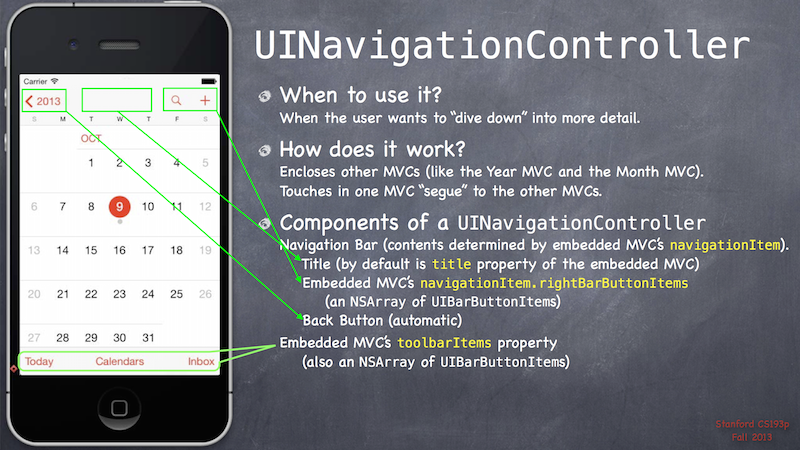 UINavigationController
Carrier
2013
S M T W T F S
OCT
1 2 3 4 5
6 7 8 9 10 11 12
13 14 15 16 17 18 19
20 21 22 23 24 25 26
27 28 29 30 31
Today Calendars Inbox
When to use it?
When the user wants to “dive down” into more detail.
How does it work?
Encloses other MVCs (like the Year MVC and the Month MVC).
Touches in one MVC “segue” to the other MVCs.
Components of a UINavigationController
Navigation Bar (contents determined by embedded MVC’s navigationItem).
Title (by default is title property of the embedded MVC)
Embedded MVC’s navigationItem.rightBarButtonItems
(an NSArray of UIBarButtonItems)
Back Button (automatic)
Embedded MVC’s toolbarItems property
(also an NSArray of UIBarButtonItems)
Stanford CS193p
Fall 2013